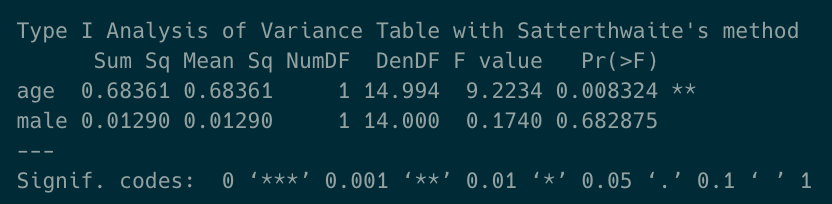 Type I Analysis of Variance Table with Satterthwaite's method
      Sum Sq Mean Sq NumDF  DenDF F value   Pr(>F)
age  0.68361 0.68361     1 14.994  9.2234 0.008324 **
male 0.01290 0.01290     1 14.000  0.1740 0.682875
---
Signif. codes:  0 ‘***’ 0.001 ‘**’ 0.01 ‘*’ 0.05 ‘.’ 0.1 ‘ ’ 1